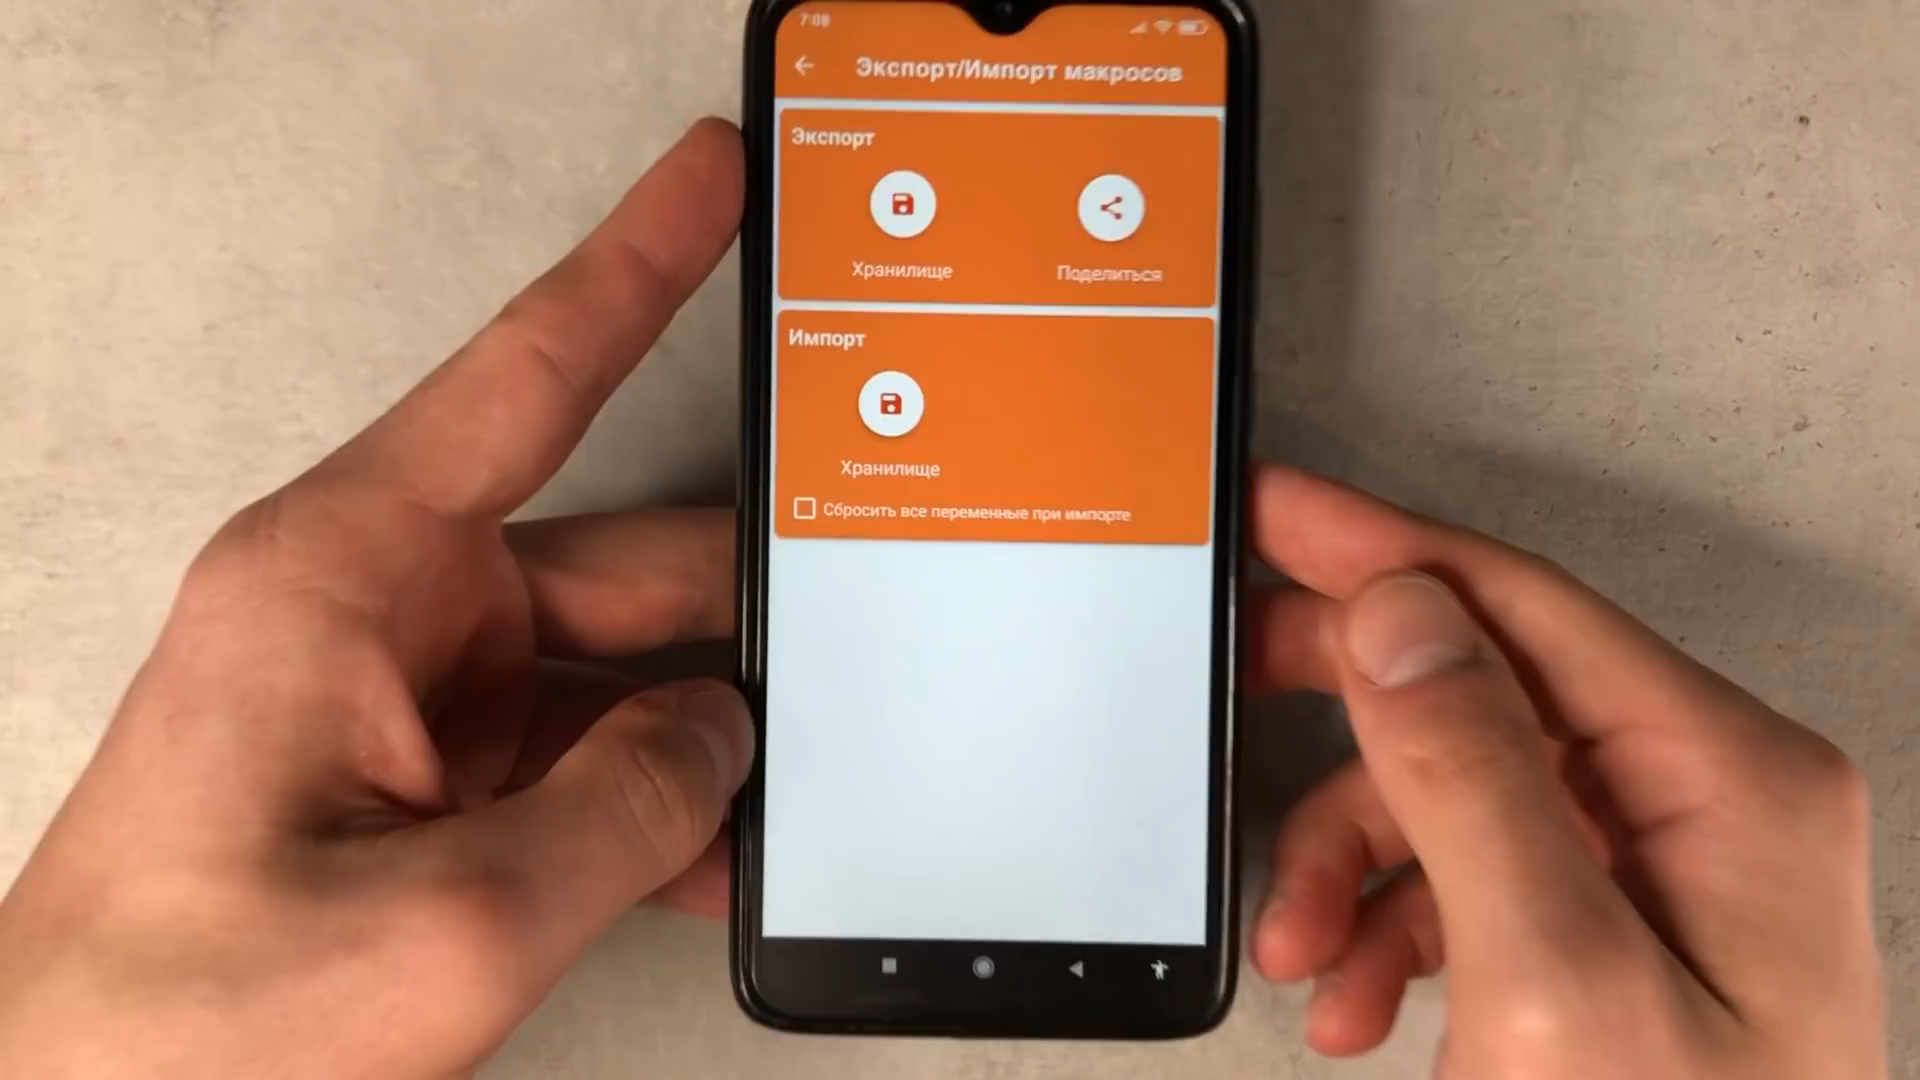 7:08
Экспорт/Импорт макросов
Экспорт
Хранилище
Поделиться
Импорт
Хранилище
Сбросить все переменные при импорте